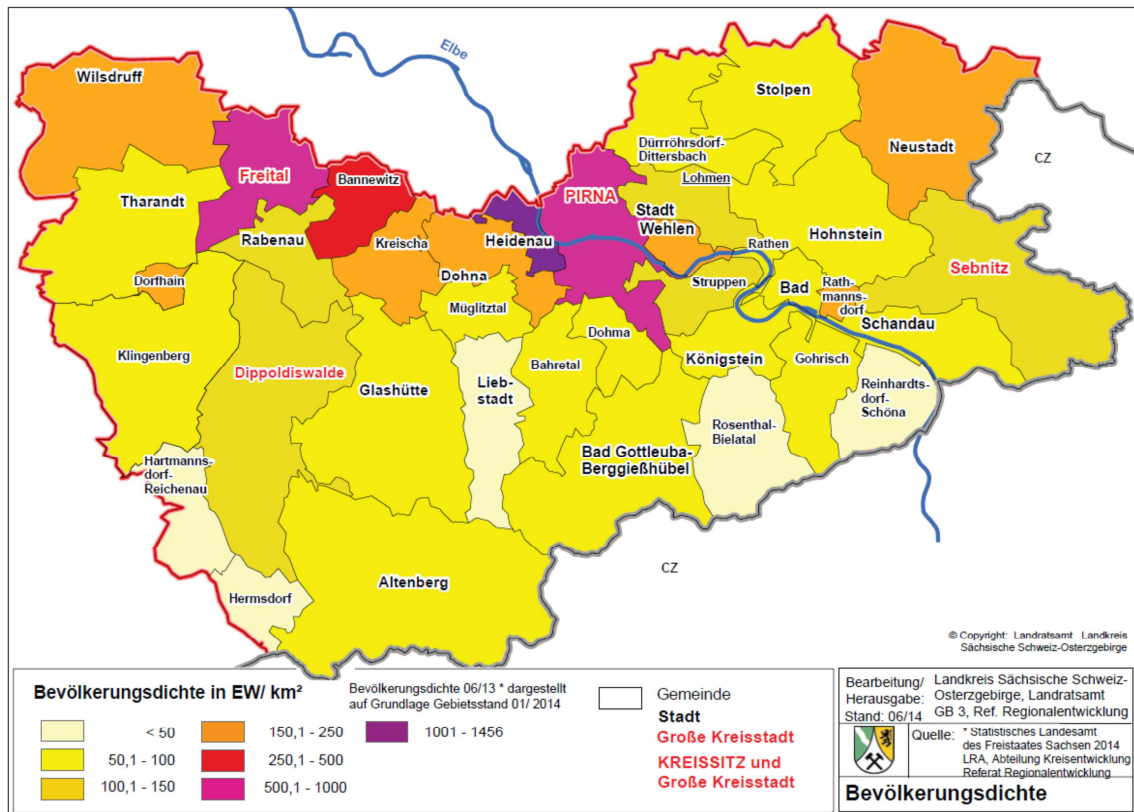 Elbe
Wilsdruff
Stolpen
Neustadt
CZ
Dürrröhrsdorf-
Dittersbach
Freital
Bannewitz
PIRNA
Lohmen
Tharandt
Stadt
Wehlen
Rabenau
Kreischa
Heidenau
Rathen
Hohnstein
Sebnitz
Dorfhain
Dohna
Struppen
Bad
Rath-
mannsdorf
Müglitztal
Schandau
Klingenberg
Dohma
Königstein
Gohrisch
Dippoldiswalde
Glashütte
Lieb-
stadt
Bahretal
Reinhardts-
dorf-
Schöna
Rosenthal-
Bielatal
Hartmanns-
dorf-
Reichenau
Bad Gottleuba-
Berggießhübel
Altenberg
CZ
Hermsdorf
© Copyright: Landratsamt Landkreis
Sächsische Schweiz-Osterzgebirge
Bevölkerungsdichte in EW/ km²
< 50
50,1 - 100
100,1 - 150
150,1 - 250
250,1 - 500
500,1 - 1000
1001 - 1456
Bevölkerungsdichte 06/13 * dargestellt
auf Grundlage Gebietsstand 01/ 2014
Gemeinde
Stadt
Große Kreisstadt
KREISSITZ und
Große Kreisstadt
Bearbeitung/
Herausgabe:
Stand: 06/14
Landkreis Sächsische Schweiz-
Osterzgebirge, Landratsamt
GB 3, Ref. Regionalentwicklung
Quelle:
* Statistisches Landesamt
des Freistaates Sachsen 2014
LRA, Abteilung Kreisentwicklung
Referat Regionalentwicklung
Bevölkerungsdichte